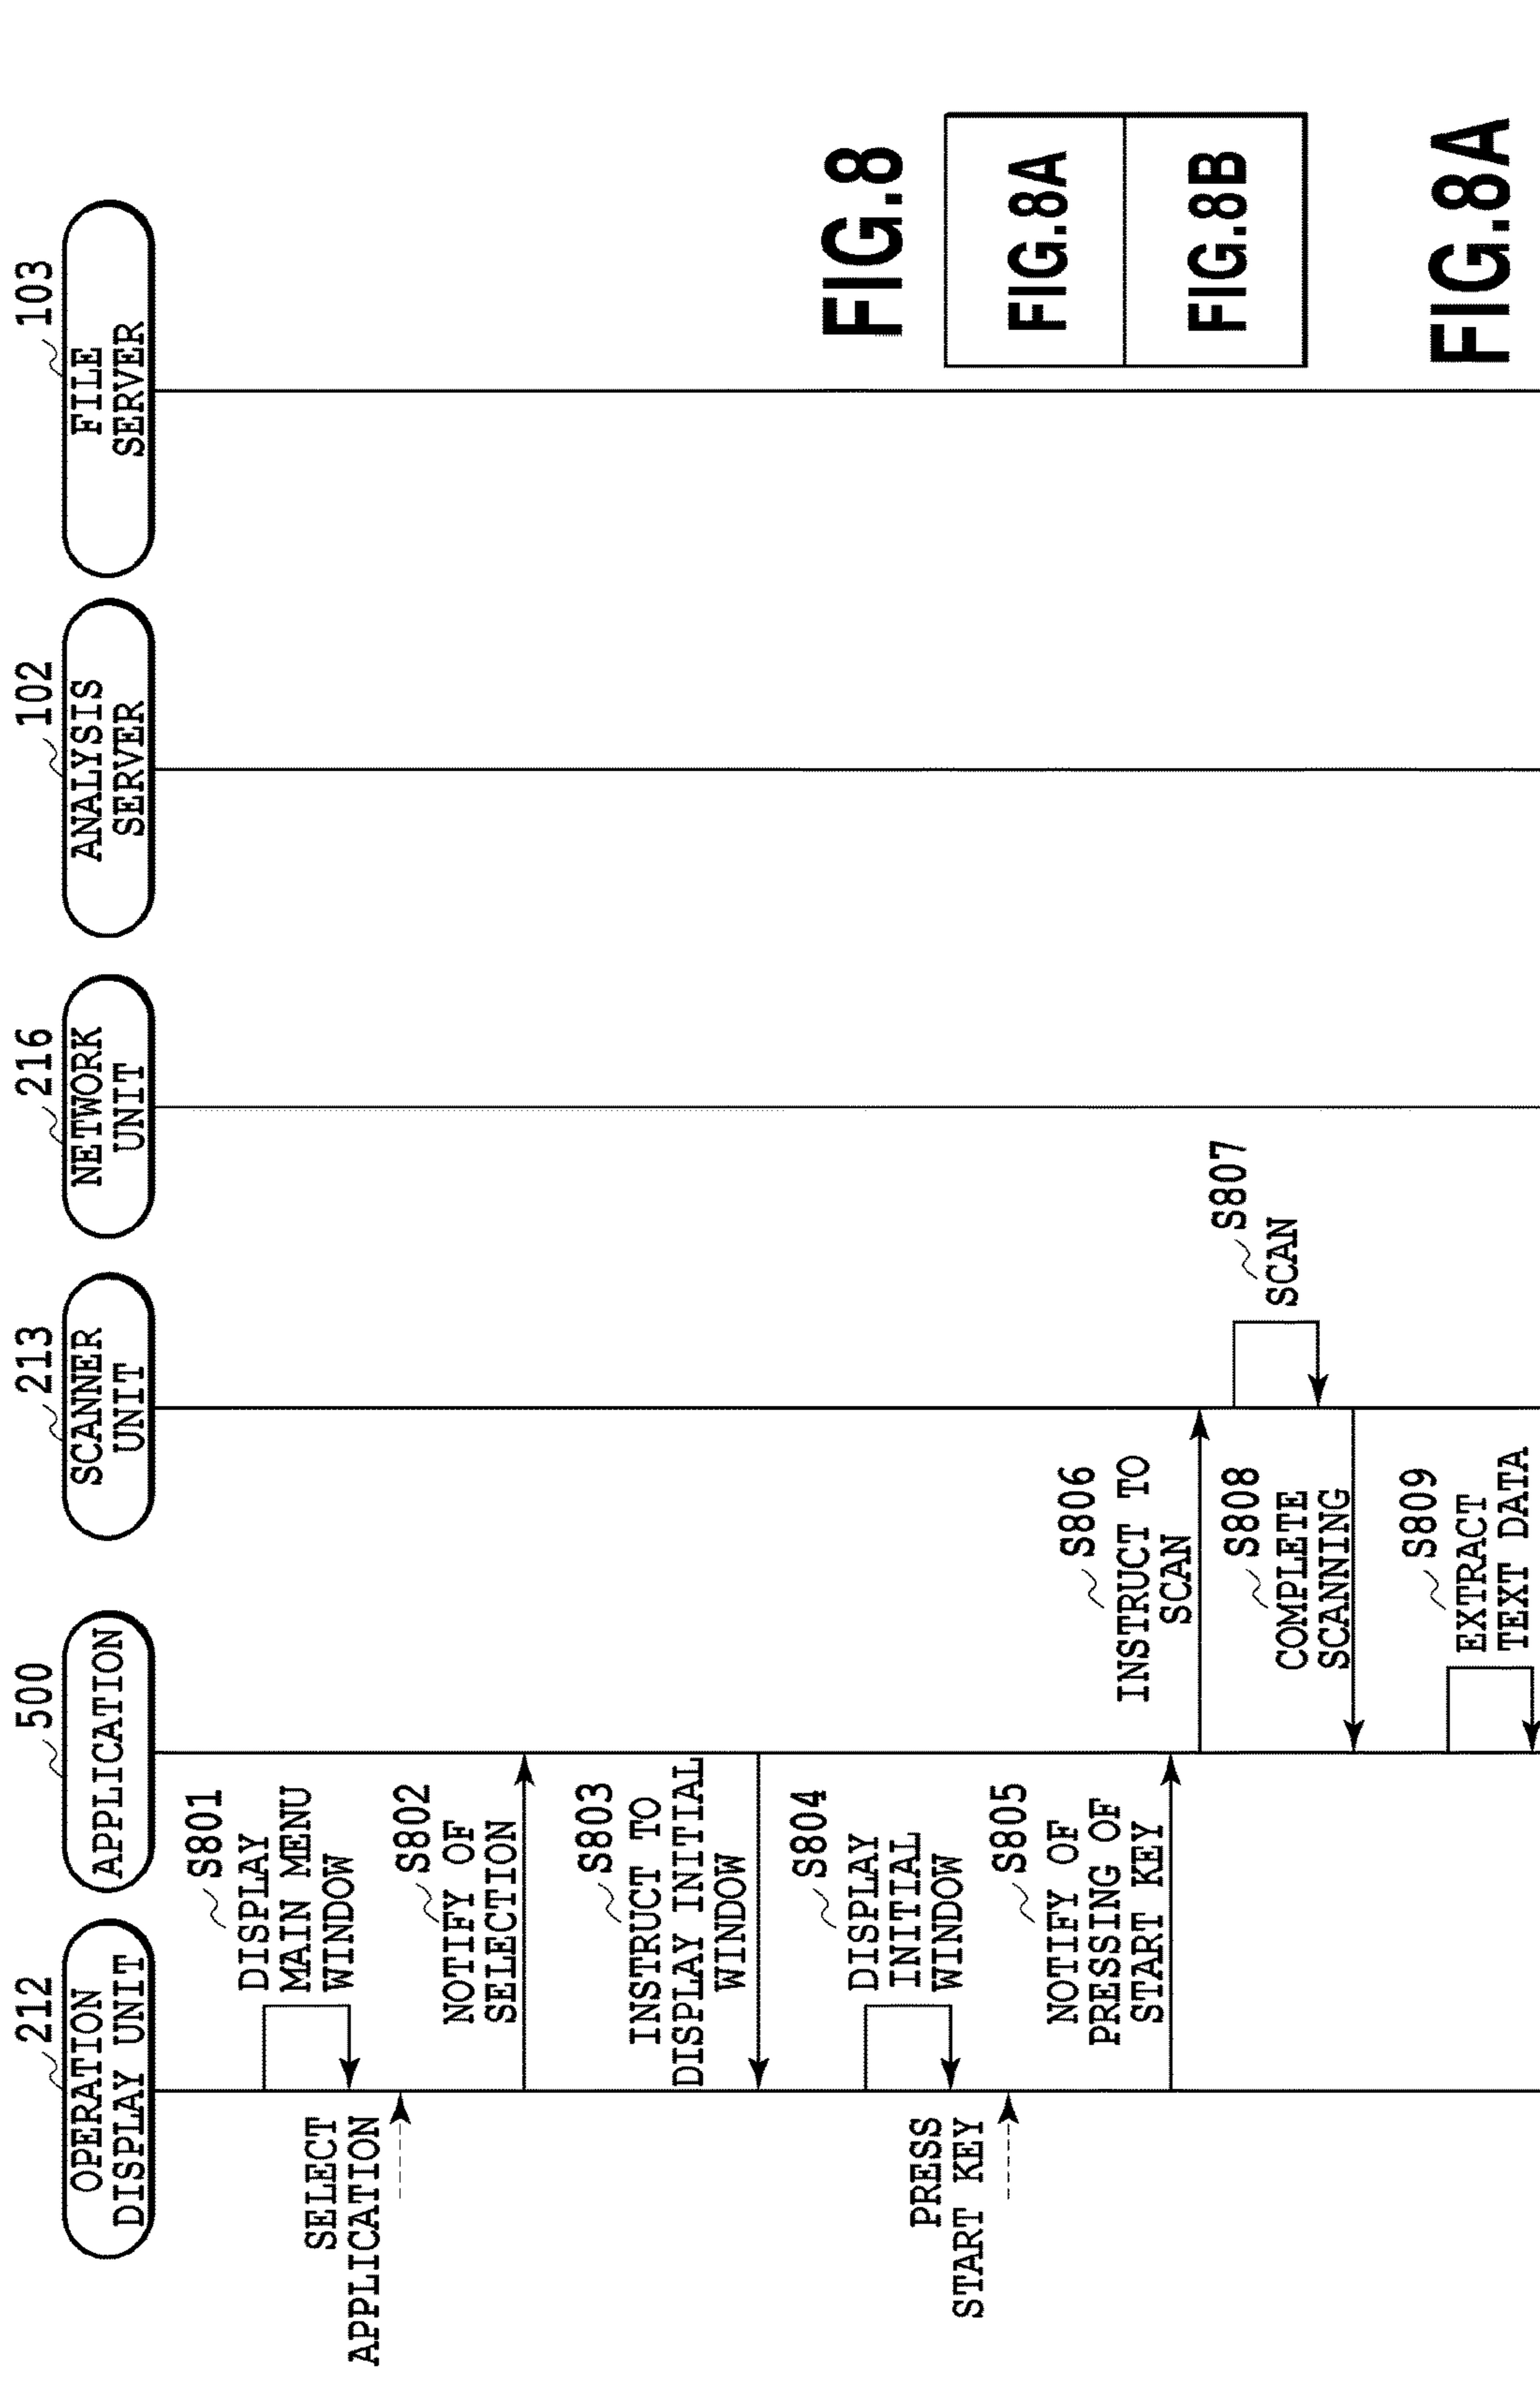 212
OPERATION
DISPLAY UNIT
500
APPLICATION
213
SCANNER
UNIT
216
NETWORK
UNIT
102
ANALYSIS
SERVER
103
FILE
SERVER
S801
DISPLAY
MAIN MENU
WINDOW
SELECT
APPLICATION
S802
NOTIFY OF
SELECTION
S803
INSTRUCT TO
DISPLAY INITIAL
WINDOW
S804
DISPLAY
INITIAL
WINDOW
PRESS
START KEY
S805
NOTIFY OF
PRESSING OF
START KEY
S806
INSTRUCT TO
SCAN
S807
SCAN
S808
COMPLETE
SCANNING
S809
EXTRACT
TEXT DATA
FIG.8
FIG.8A
FIG.8B
FIG.8A